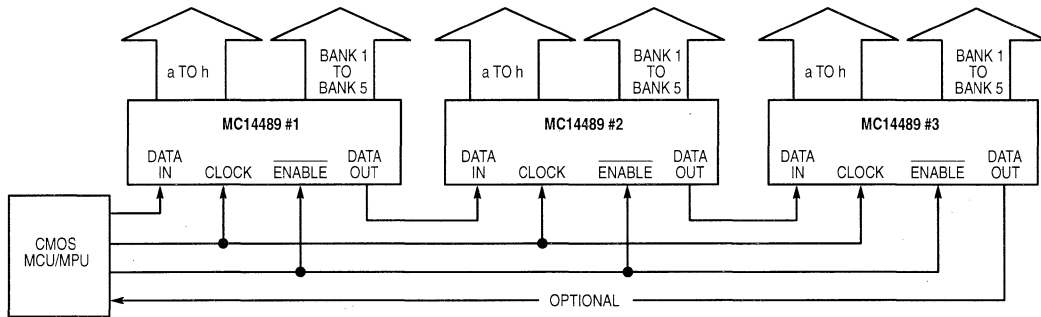 a TO h
BANK 1
TO
BANK 5
a TO h
BANK 1
TO
BANK 5
a TO h
BANK 1
TO
BANK 5
MC14489 #1
MC14489 #2
MC14489 #3
DATA
IN
CLOCK
ENABLE
DATA
OUT
DATA
IN
CLOCK
ENABLE
DATA
OUT
DATA
IN
CLOCK
ENABLE
DATA
OUT
CMOS
MCU/MPU
OPTIONAL